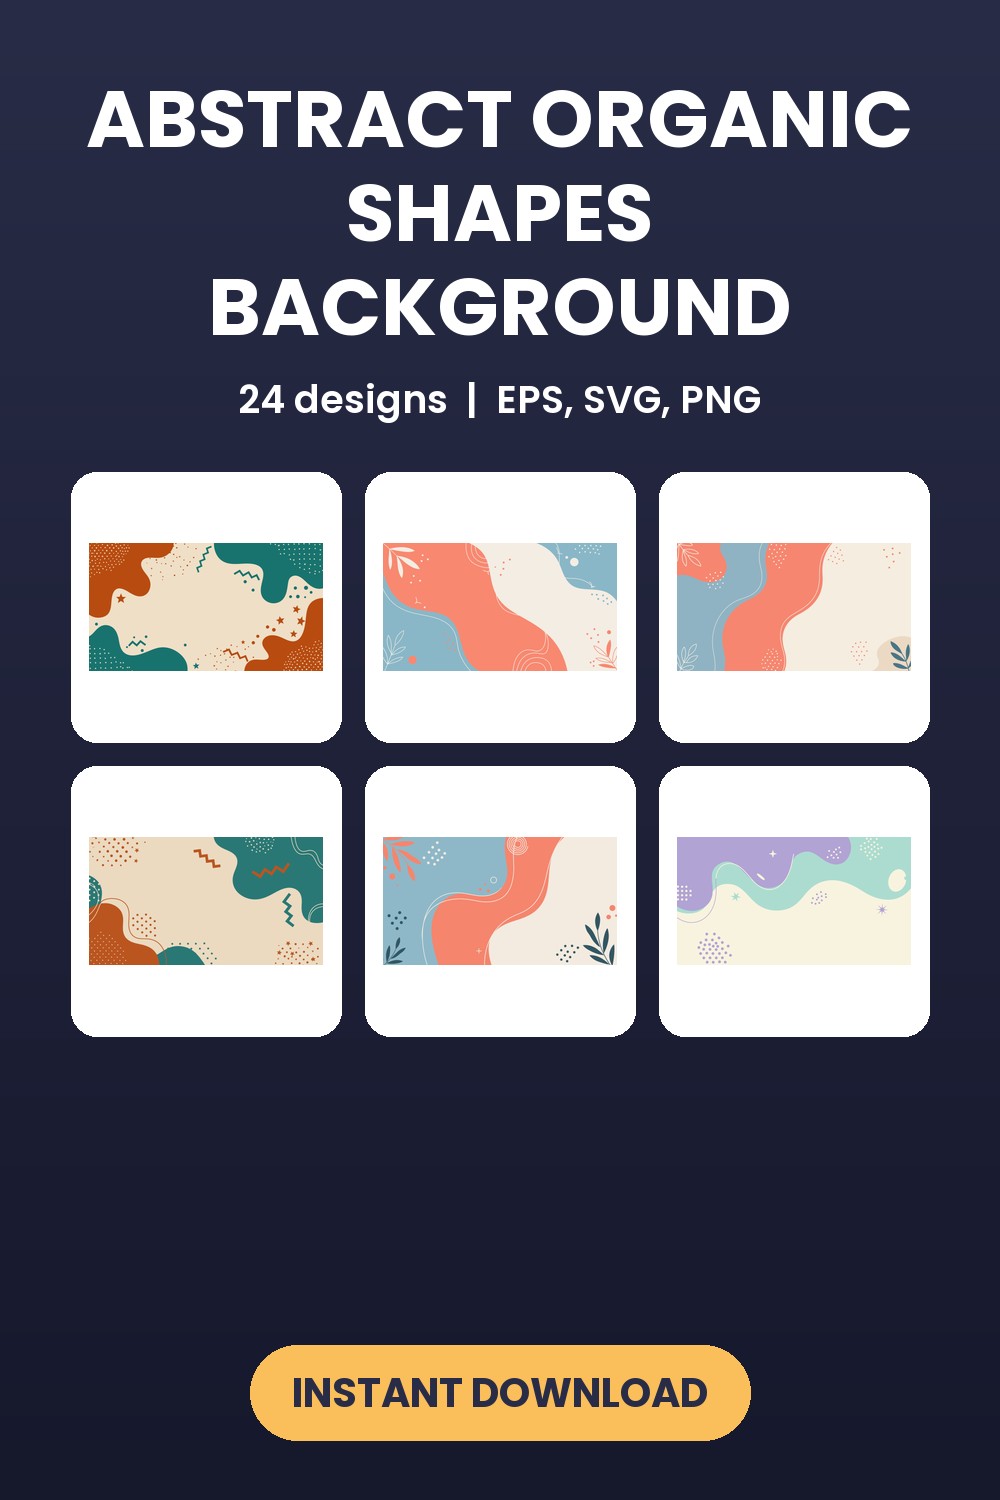 ABSTRACT ORGANIC
SHAPES
BACKGROUND
24 designs | EPS, SVG, PNG
INSTANT DOWNLOAD